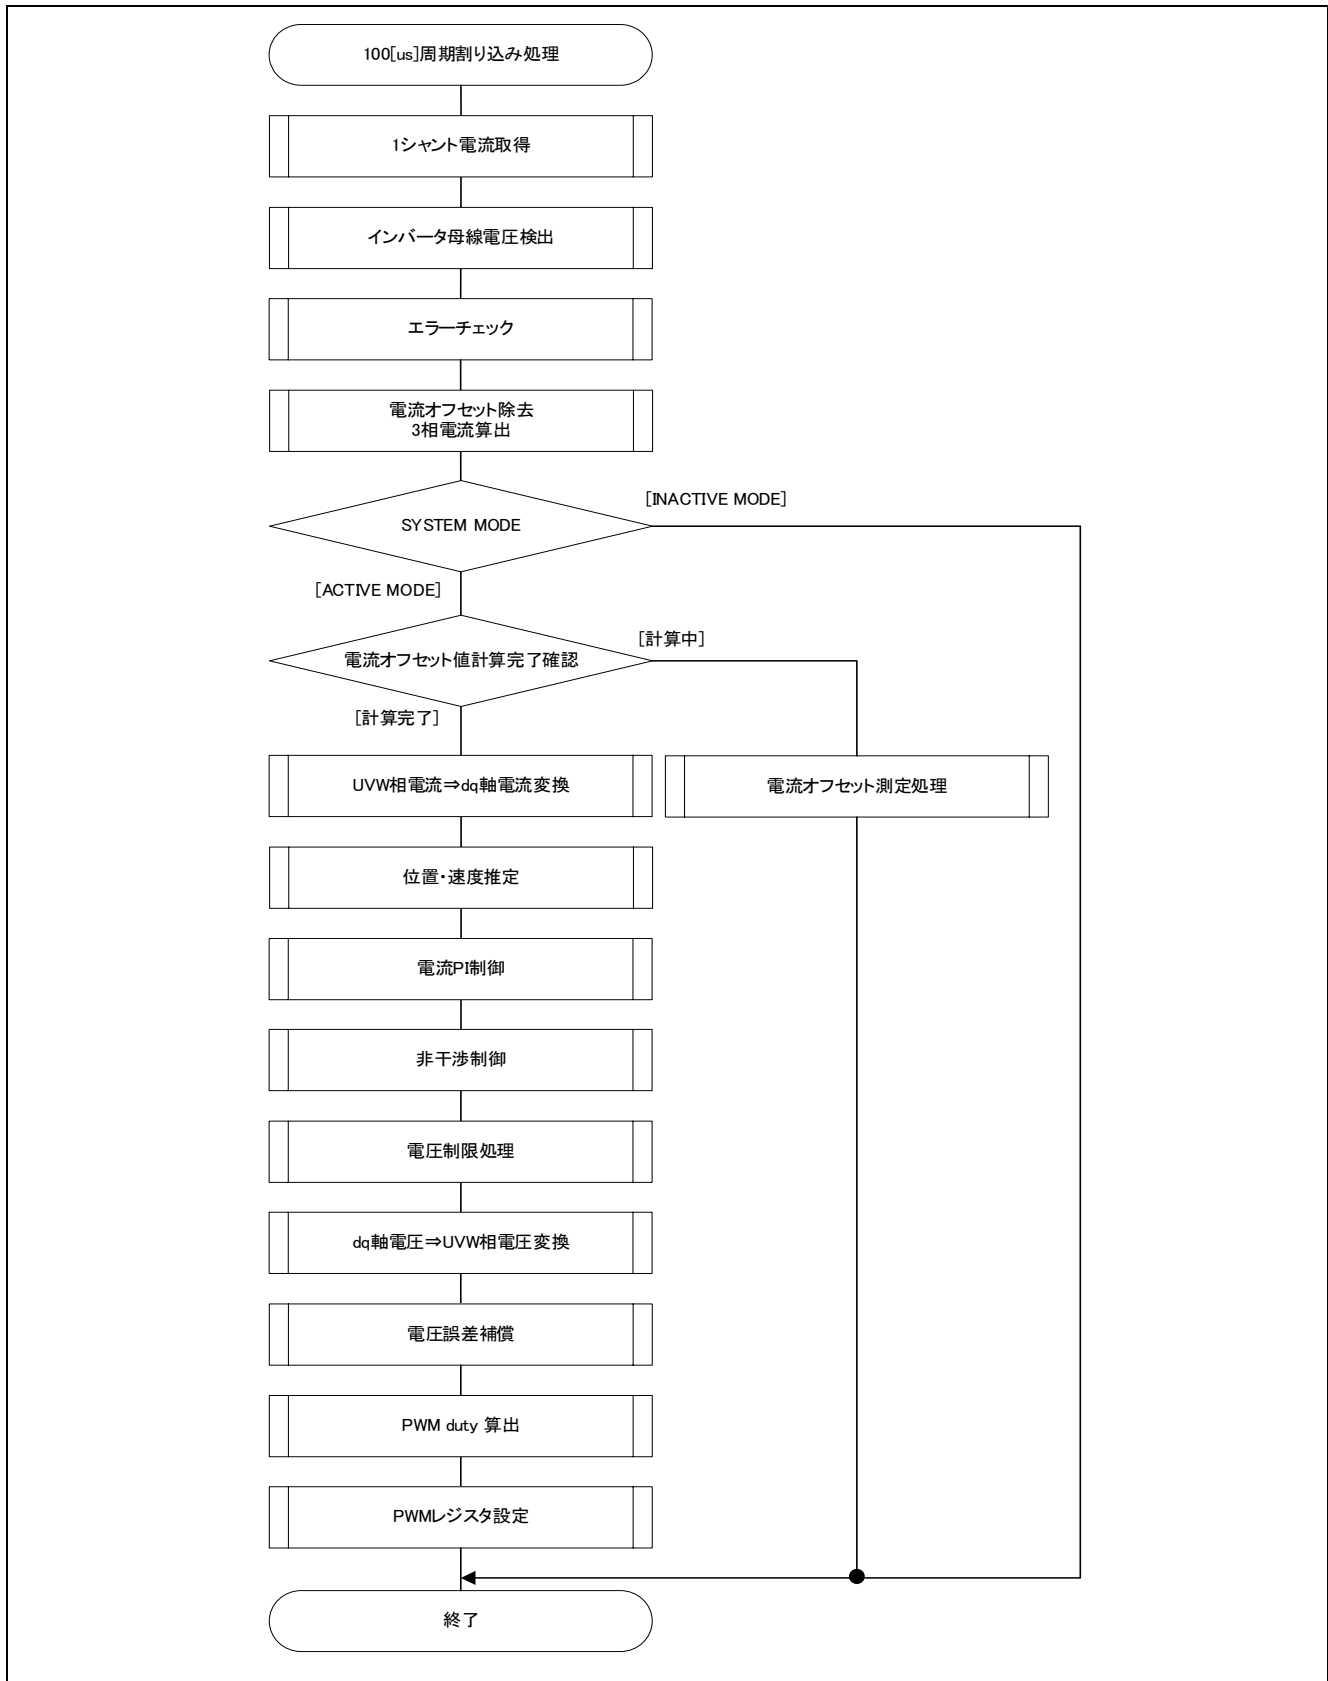 100[us]周期割り込み処理
1シャント電流取得
インバータ母線電圧検出
エラーチェック
電流オフセット除去
3相電流算出
[INACTIVE MODE]
SYSTEM MODE
[ACTIVE MODE]
[計算中]
電流オフセット値計算完了確認
[計算完了]
UVW相電流⇒dq軸電流変換
電流オフセット測定処理
位置・速度推定
電流PI制御
非干渉制御
電圧制限処理
dq軸電圧⇒UVW相電圧変換
電圧誤差補償
PWM duty 算出
PWMレジスタ設定
終了